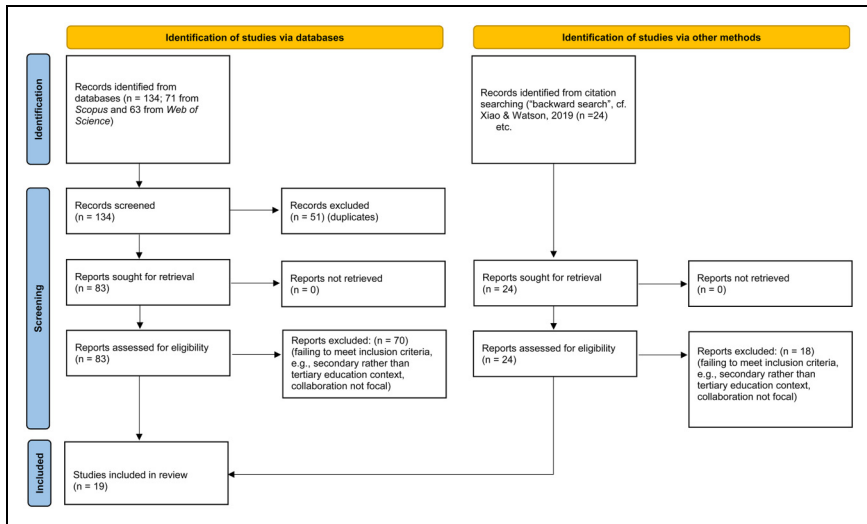 Identification of studies via databases
Identification of studies via other methods
Identification
Records identified from
databases (n = 134; 71 from
Scopus and 63 from Web of
Science)
Records identified from citation
searching ("backward search", cf.
Xiao & Watson, 2019 (n =24)
etc.
Screening
Records screened
(n = 134)
Records excluded
(n = 51) (duplicates)
Reports sought for retrieval
(n = 83)
Reports not retrieved
(n = 0)
Reports sought for retrieval
(n = 24)
Reports not retrieved
(n = 0)
Reports assessed for eligibility
(n = 83)
Reports excluded: (n = 70)
(failing to meet inclusion criteria,
e.g., secondary rather than
tertiary education context,
collaboration not focal)
Reports assessed for eligibility
(n = 24)
Reports excluded: (n = 18)
(failing to meet inclusion criteria,
e.g., secondary rather than
tertiary education context,
collaboration not focal)
Included
Studies included in review
(n = 19)